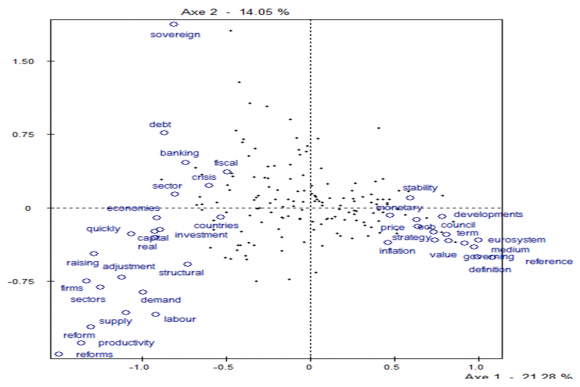 Axe 2 - 14.05 %
sovereign
1.50
debt
0.75
banking
fiscal
crisis
sector
stability
0
economies
monetary
developments
countries
price
ecb
council
quickly
capital
investment
strategy
term
eurosystem
real
inflation
value
medium
raising
governing
reference
adjustment
structural
definition
-0.75
firms
sectors
demand
supply
labour
reform
productivity
reforms
-1.0
-0.5
0
0.5
1.0
Axe 1 - 21.28 %